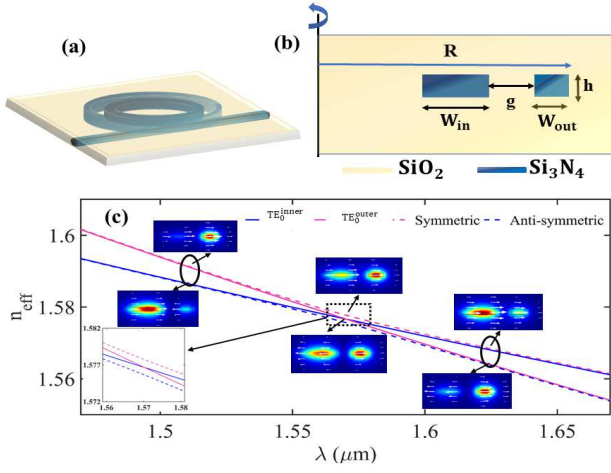 (a)
(b)
R
h
g
W_in
W_out
SiO₂
Si₃N₄
(c)
TE₀^inner
TE₀^outer
Symmetric
Anti-symmetric
1.6
1.58
1.56
n_eff
1.582
1.577
1.572
1.56
1.57
1.58
1.5
1.55
1.6
1.65
λ (μm)